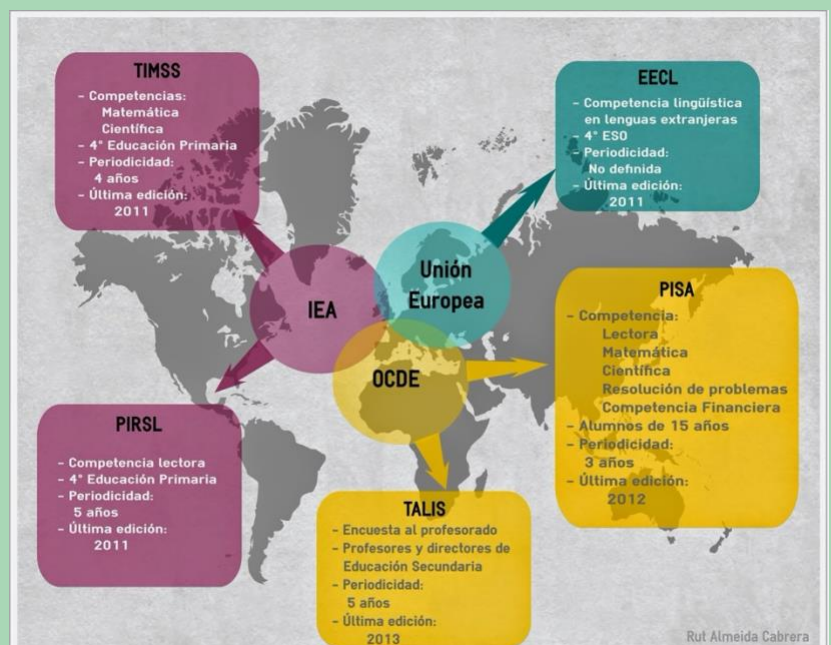 TIMSS
- Competencias:
Matemática
Científica
- 4° Educación Primaria
- Periodicidad:
4 años
- Última edición:
2011
EECL
- Competencia lingüística
en lenguas extranjeras
- 4° ESO
- Periodicidad:
No definida
- Última edición:
2011
IEA
Unión
Europea
OCDE
PISA
- Competencia:
Lectora
Matemática
Científica
Resolución de problemas
Competencia Financiera
- Alumnos de 15 años
- Periodicidad:
3 años
- Última edición:
2012
PIRSL
- Competencia lectora
- 4° Educación Primaria
- Periodicidad:
5 años
- Última edición:
2011
TALIS
- Encuesta al profesorado
- Profesores y directores de
Educación Secundaria
- Periodicidad:
5 años
- Última edición:
2013
Rut Almeida Cabrera